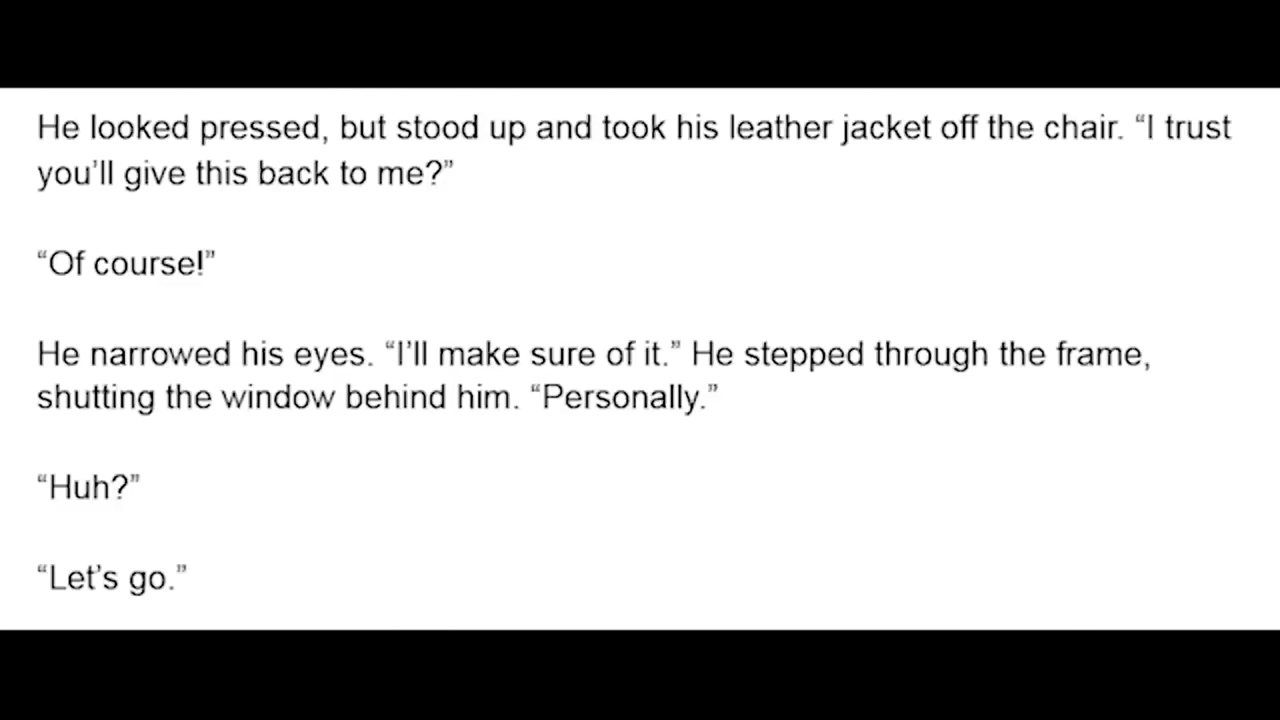 He looked pressed, but stood up and took his leather jacket off the chair. “I trust
you’ll give this back to me?”
“Of course!”
He narrowed his eyes. “I’ll make sure of it.” He stepped through the frame,
shutting the window behind him. “Personally.”
“Huh?”
“Let’s go.”